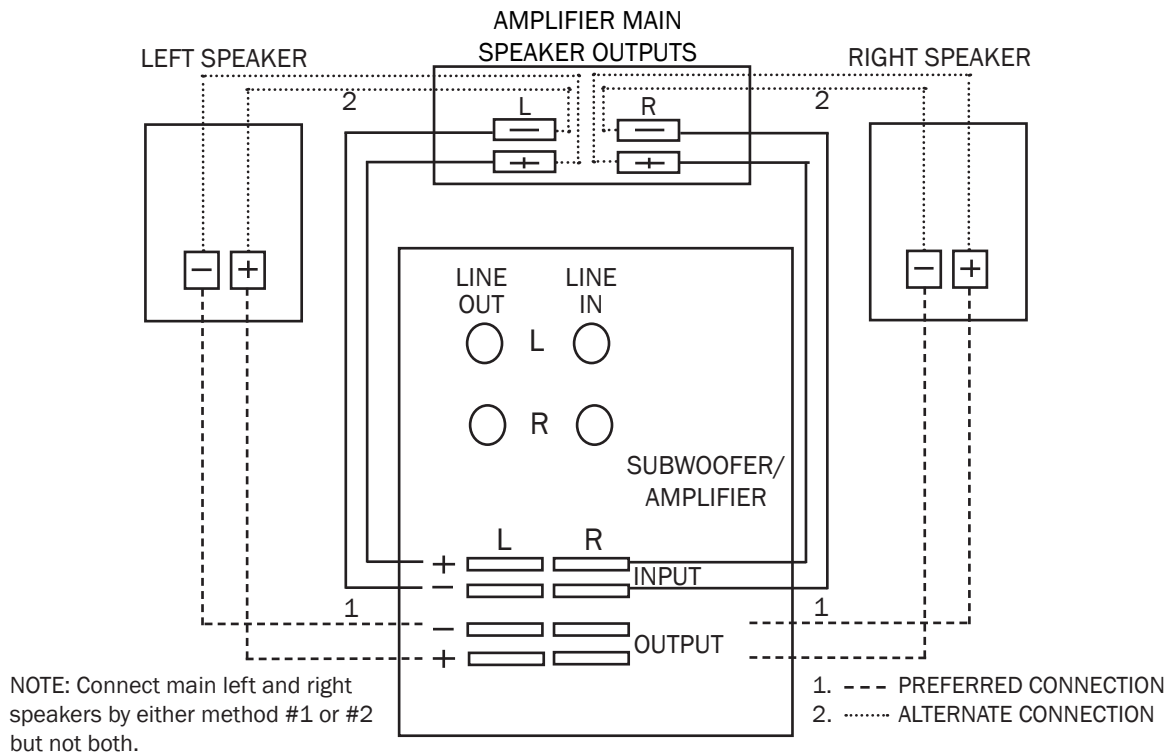 AMPLIFIER MAIN
SPEAKER OUTPUTS
LEFT SPEAKER
RIGHT SPEAKER
2
2
L
R
−
−
+
+
−
+
−
+
LINE
OUT
LINE
IN
L
R
SUBWOOFER/
AMPLIFIER
L
R
+
−
INPUT
1
1
−
+
OUTPUT
NOTE: Connect main left and right
speakers by either method #1 or #2
but not both.
1. --- PREFERRED CONNECTION
2. ........ ALTERNATE CONNECTION